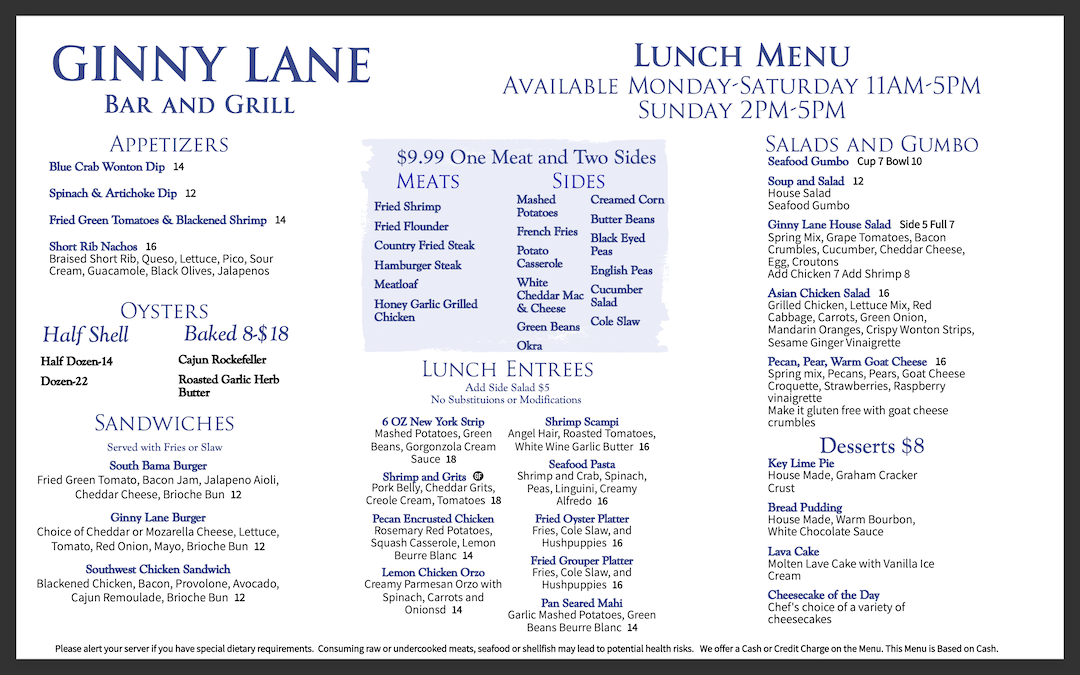 GINNY LANE
BAR AND GRILL
LUNCH MENU
AVAILABLE MONDAY-SATURDAY 11AM-5PM
SUNDAY 2PM-5PM
APPETIZERS
Blue Crab Wonton Dip 14
Spinach & Artichoke Dip 12
Fried Green Tomatoes & Blackened Shrimp 14
Short Rib Nachos 16
Braised Short Rib, Queso, Lettuce, Pico, Sour
Cream, Guacamole, Black Olives, Jalapenos
OYSTERS
Half Shell
Half Dozen-14
Dozen-22
Baked 8-$18
Cajun Rockefeller
Roasted Garlic Herb
Butter
SANDWICHES
Served with Fries or Slaw
South Bama Burger
Fried Green Tomato, Bacon Jam, Jalapeno Aioli,
Cheddar Cheese, Brioche Bun 12
Ginny Lane Burger
Choice of Cheddar or Mozarella Cheese, Lettuce,
Tomato, Red Onion, Mayo, Brioche Bun 12
Southwest Chicken Sandwich
Blackened Chicken, Bacon, Provolone, Avocado,
Cajun Remoulade, Brioche Bun 12
$9.99 One Meat and Two Sides
MEATS
Fried Shrimp
Fried Flounder
Country Fried Steak
Hamburger Steak
Meatloaf
Honey Garlic Grilled
Chicken
SIDES
Mashed
Potatoes
French Fries
Potato
Casserole
White
Cheddar Mac
& Cheese
Green Beans
Okra
Creamed Corn
Butter Beans
Black Eyed
Peas
English Peas
Cucumber
Salad
Cole Slaw
LUNCH ENTREES
Add Side Salad $5
No Substituions or Modifications
6 OZ New York Strip
Mashed Potatoes, Green
Beans, Gorgonzola Cream
Sauce 18
Shrimp and Grits GF
Pork Belly, Cheddar Grits,
Creole Cream, Tomatoes 18
Pecan Encrusted Chicken
Rosemary Red Potatoes,
Squash Casserole, Lemon
Beurre Blanc 14
Lemon Chicken Orzo
Creamy Parmesan Orzo with
Spinach, Carrots and
Onionsd 14
Shrimp Scampi
Angel Hair, Roasted Tomatoes,
White Wine Garlic Butter 16
Seafood Pasta
Shrimp and Crab, Spinach,
Peas, Linguini, Creamy
Alfredo 16
Fried Oyster Platter
Fries, Cole Slaw, and
Hushpuppies 16
Fried Grouper Platter
Fries, Cole Slaw, and
Hushpuppies 16
Pan Seared Mahi
Garlic Mashed Potatoes, Green
Beans Beurre Blanc 14
SALADS AND GUMBO
Seafood Gumbo Cup 7 Bowl 10
Soup and Salad 12
House Salad
Seafood Gumbo
Ginny Lane House Salad Side 5 Full 7
Spring Mix, Grape Tomatoes, Bacon
Crumbles, Cucumber, Cheddar Cheese,
Egg, Croutons
Add Chicken 7 Add Shrimp 8
Asian Chicken Salad 16
Grilled Chicken, Lettuce Mix, Red
Cabbage, Carrots, Green Onion,
Mandarin Oranges, Crispy Wonton Strips,
Sesame Ginger Vinaigrette
Pecan, Pear, Warm Goat Cheese 16
Spring mix, Pecans, Pears, Goat Cheese
Croquette, Strawberries, Raspberry
vinaigrette
Make it gluten free with goat cheese
crumbles
Desserts $8
Key Lime Pie
House Made, Graham Cracker
Crust
Bread Pudding
House Made, Warm Bourbon,
White Chocolate Sauce
Lava Cake
Molten Lave Cake with Vanilla Ice
Cream
Cheesecake of the Day
Chef's choice of a variety of
cheesecakes
Please alert your server if you have special dietary requirements. Consuming raw or undercooked meats, seafood or shellfish may lead to potential health risks. We offer a Cash or Credit Charge on the Menu. This Menu is Based on Cash.